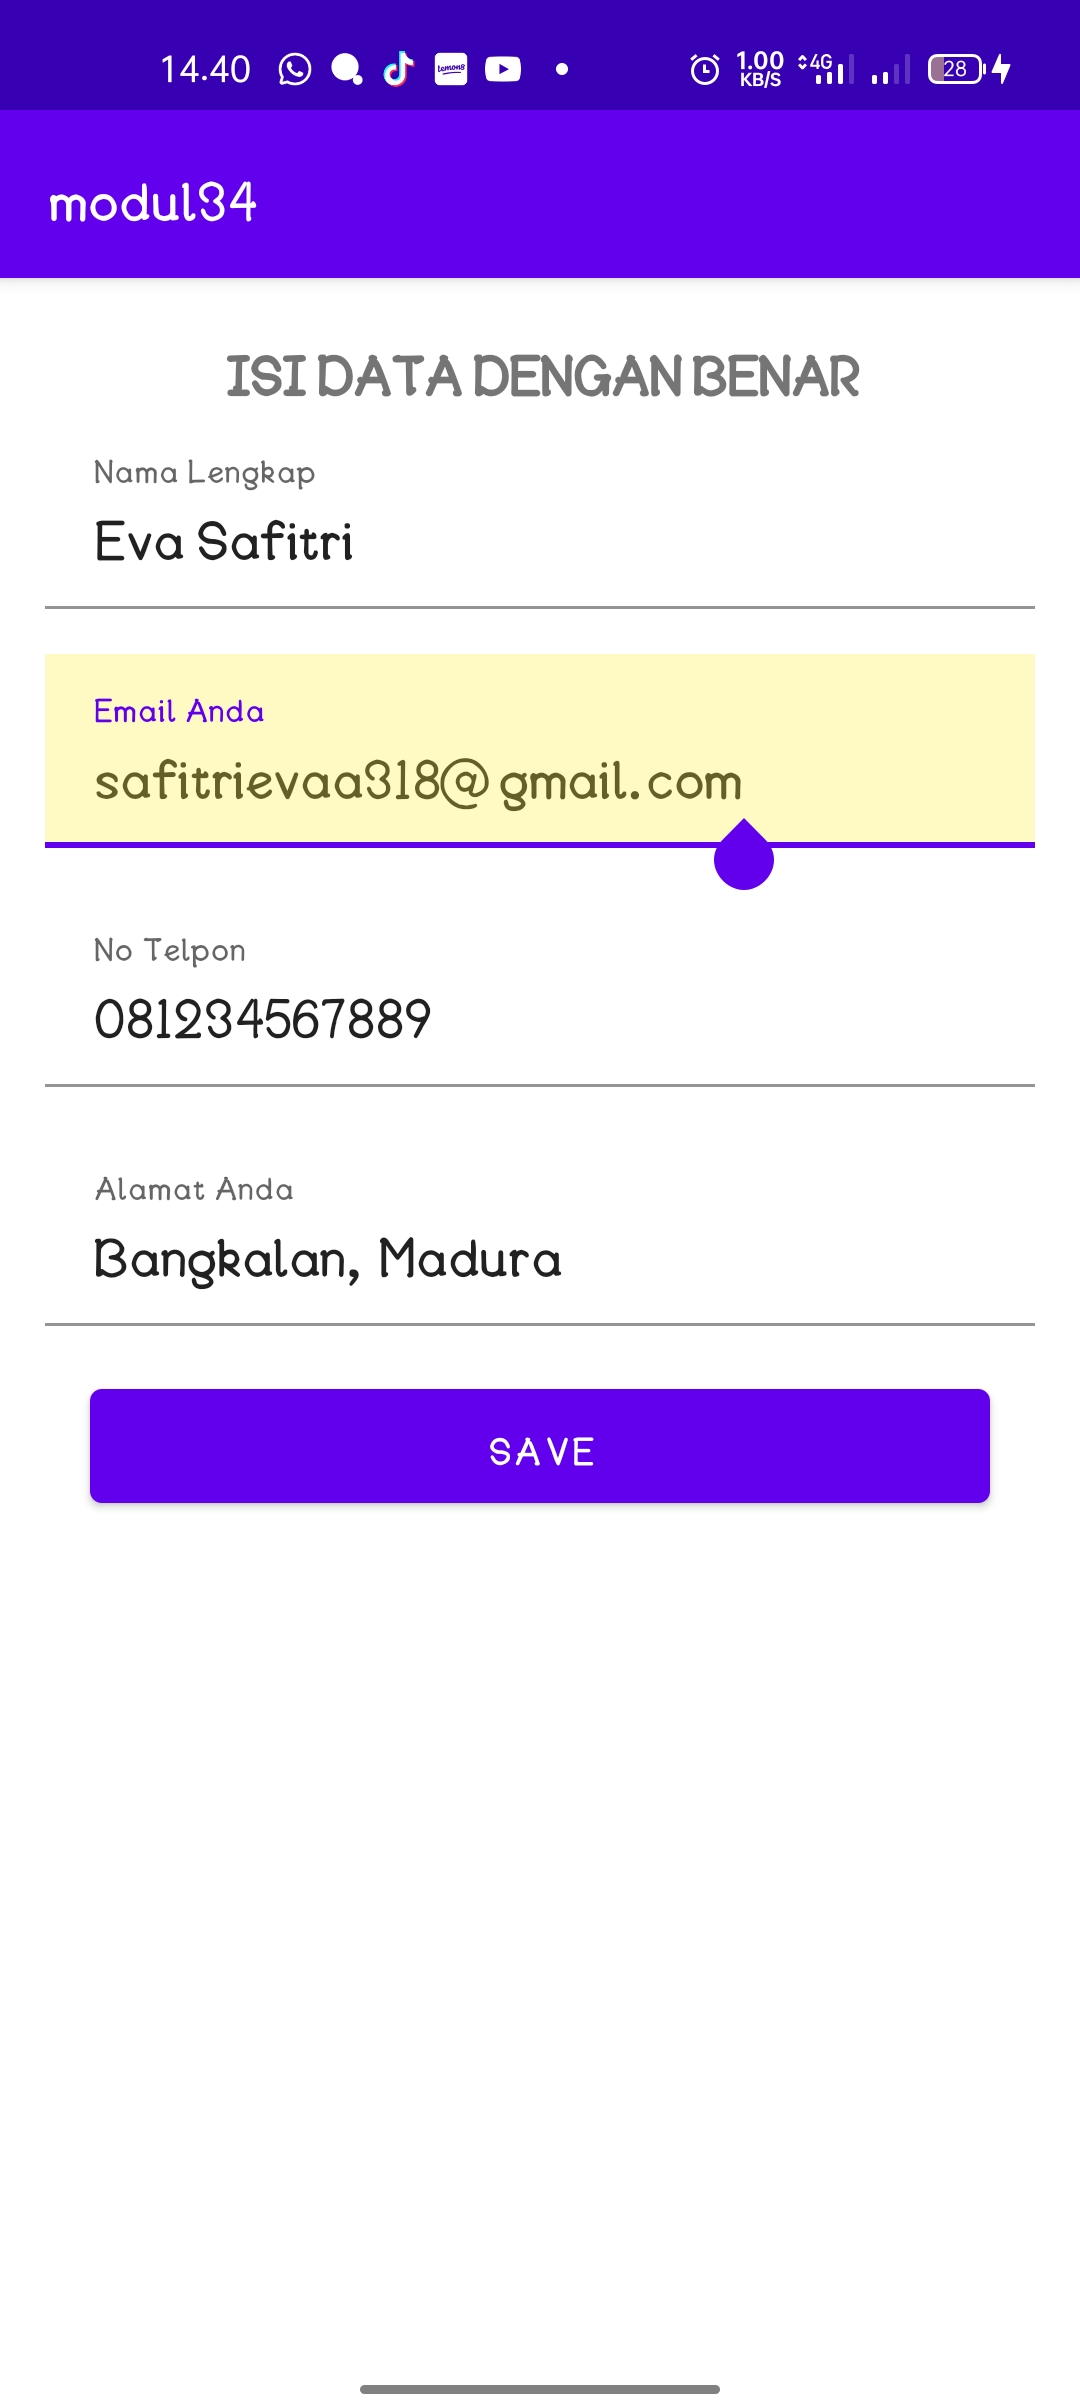 14.40 lemon8 1.00 KB/S 4G 28
modul34
ISI DATA DENGAN BENAR
Nama Lengkap
Eva Safitri
Email Anda
safitrievaa318@gmail.com
No Telpon
081234567889
Alamat Anda
Bangkalan, Madura
SAVE